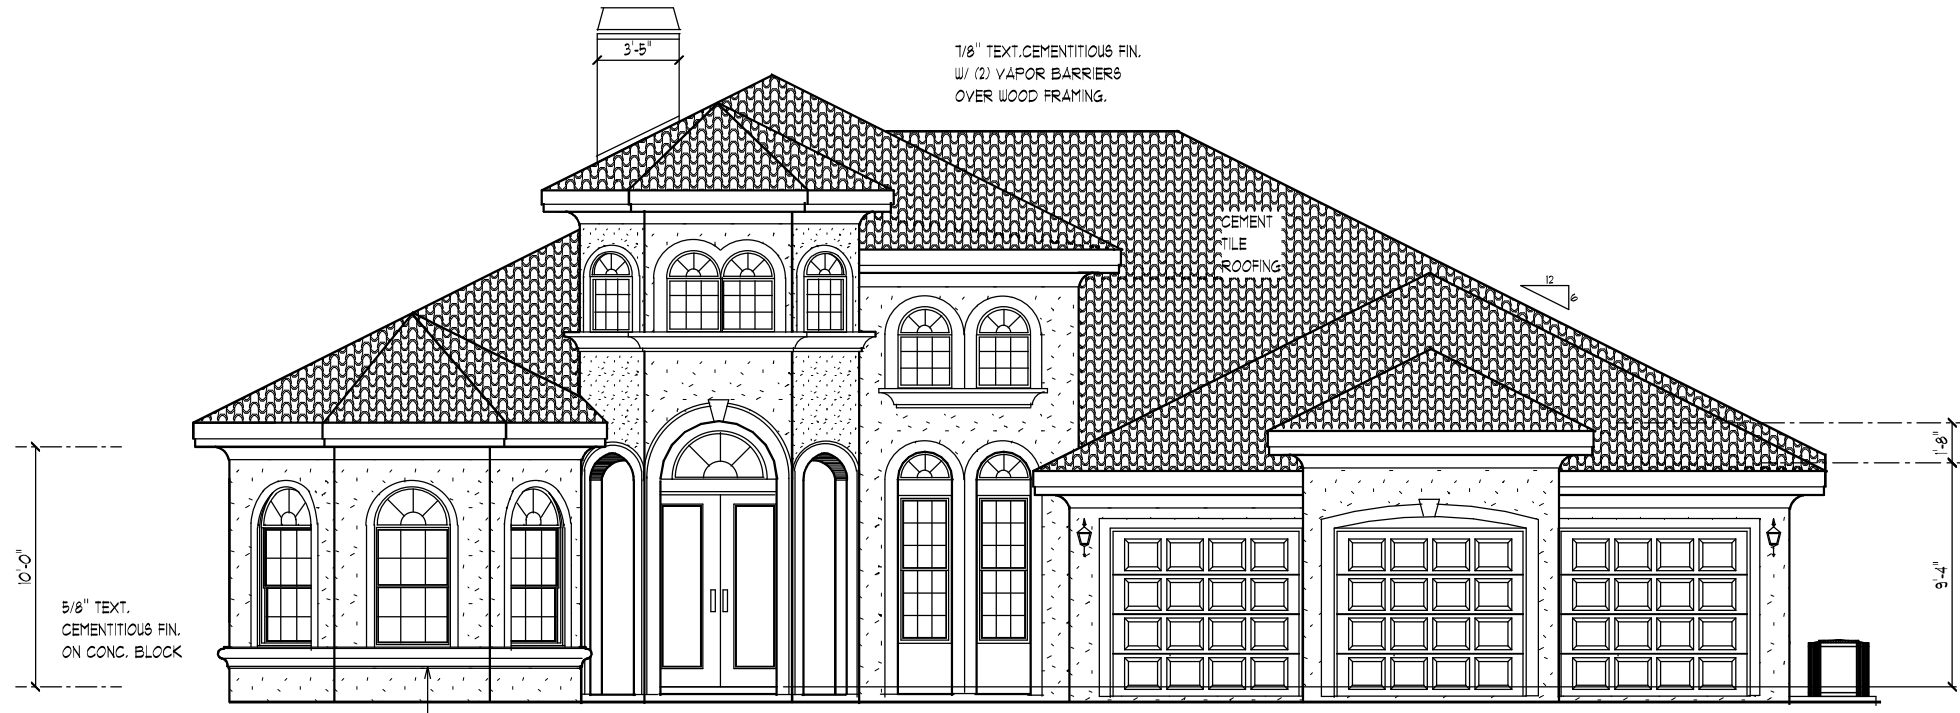 3'-5"
7/8" TEXT.CEMENTITIOUS FIN.
W/ (2) VAPOR BARRIERS
OVER WOOD FRAMING.
CEMENT
TILE
ROOFING
12
6
1'-8"
9'-4"
10'-0"
5/8" TEXT.
CEMENTITIOUS FIN.
ON CONC. BLOCK